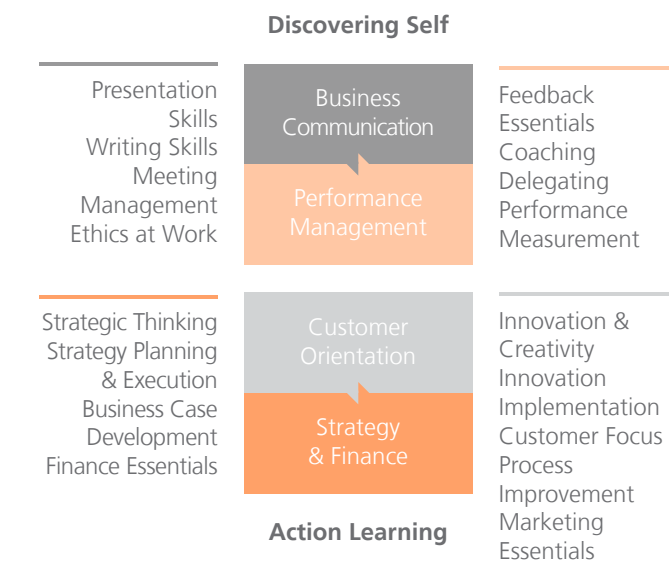 Discovering Self
Presentation
Skills
Writing Skills
Meeting
Management
Ethics at Work
Business
Communication
Performance
Management
Feedback
Essentials
Coaching
Delegating
Performance
Measurement
Strategic Thinking
Strategy Planning
& Execution
Business Case
Development
Finance Essentials
Customer
Orientation
Strategy
& Finance
Innovation &
Creativity
Innovation
Implementation
Customer Focus
Process
Improvement
Marketing
Essentials
Action Learning